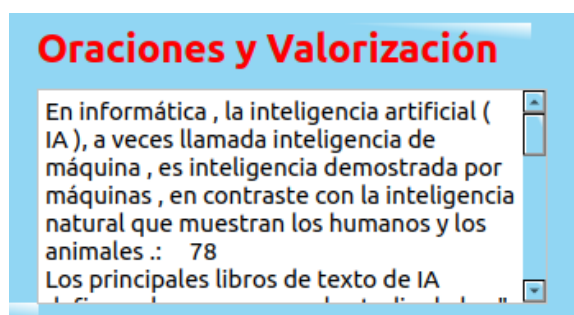 Oraciones y Valorización
En informática , la inteligencia artificial (
IA ), a veces llamada inteligencia de
máquina , es inteligencia demostrada por
máquinas , en contraste con la inteligencia
natural que muestran los humanos y los
animales .: 78
Los principales libros de texto de IA